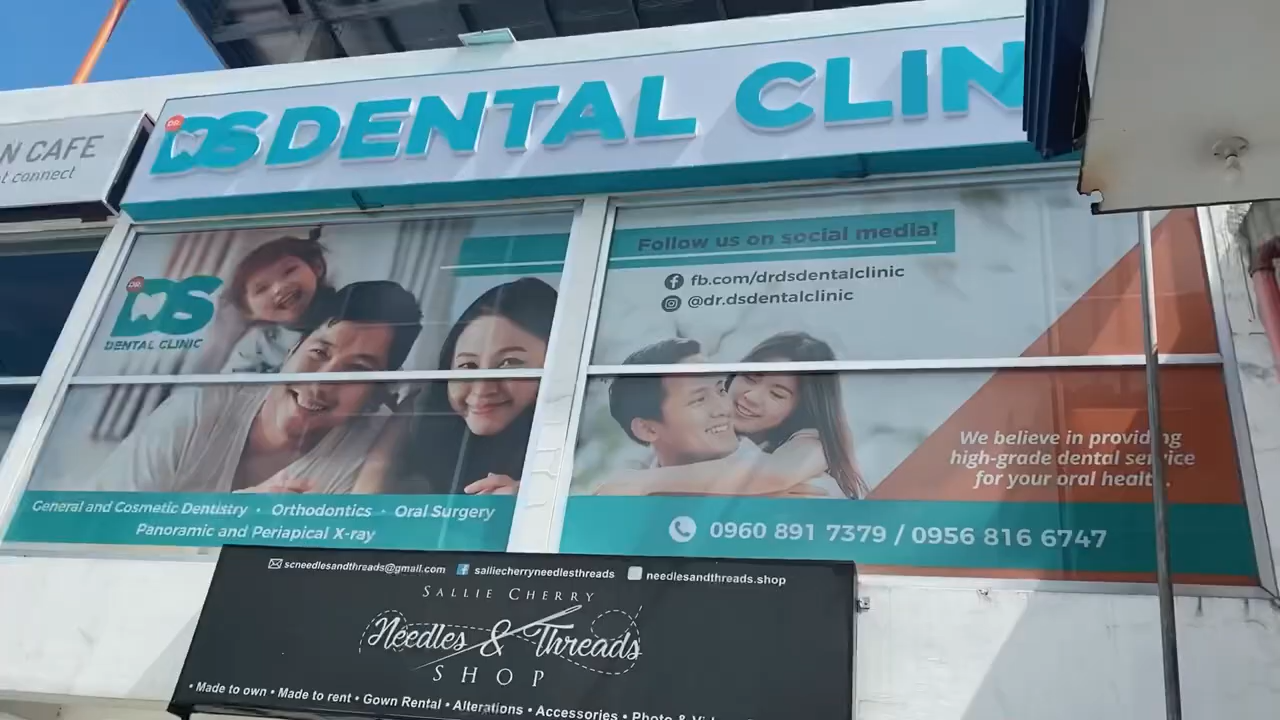 N CAFE
t connect
DR. DS DENTAL CLIN
DR. DS
DENTAL CLINIC
General and Cosmetic Dentistry • Orthodontics • Oral Surgery
Panoramic and Periapical X-ray
Follow us on social media!
fb.com/drdsdentalclinic
@dr.dsdentalclinic
We believe in providing
high-grade dental service
for your oral health.
0960 891 7379 / 0956 816 6747
scneedlesandthreads@gmail.com salliecherryneedlesthreads needlesandthreads.shop
SALLIE CHERRY
Needles & Threads
SHOP
• Made to own • Made to rent • Gown Rental • Alterations • Accessories • Photo &